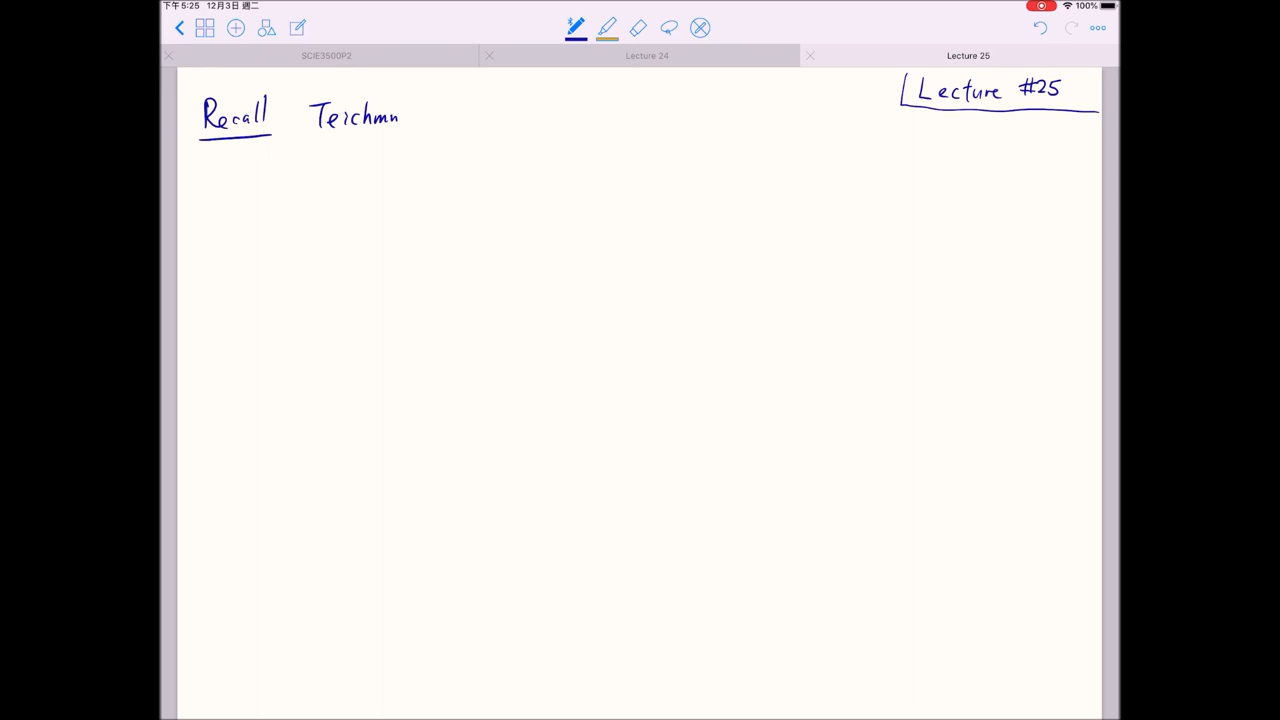 下午5:25 12月3日 週二
100%
SCIE3500P2
Lecture 24
Lecture 25
Lecture #25
Recall Teichmu